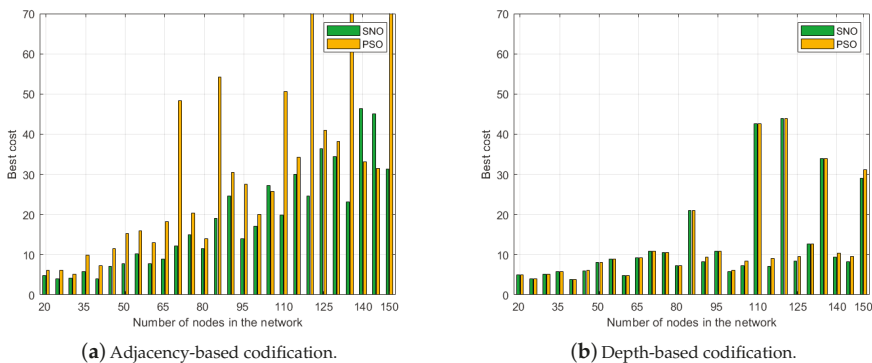 70
60
50
40
30
20
10
0
Best cost
SNO
PSO
20 35 50 65 80 95 110 125 140 150
Number of nodes in the network
(a) Adjacency-based codification.
70
60
50
40
30
20
10
0
Best cost
SNO
PSO
20 35 50 65 80 95 110 125 140 150
Number of nodes in the network
(b) Depth-based codification.